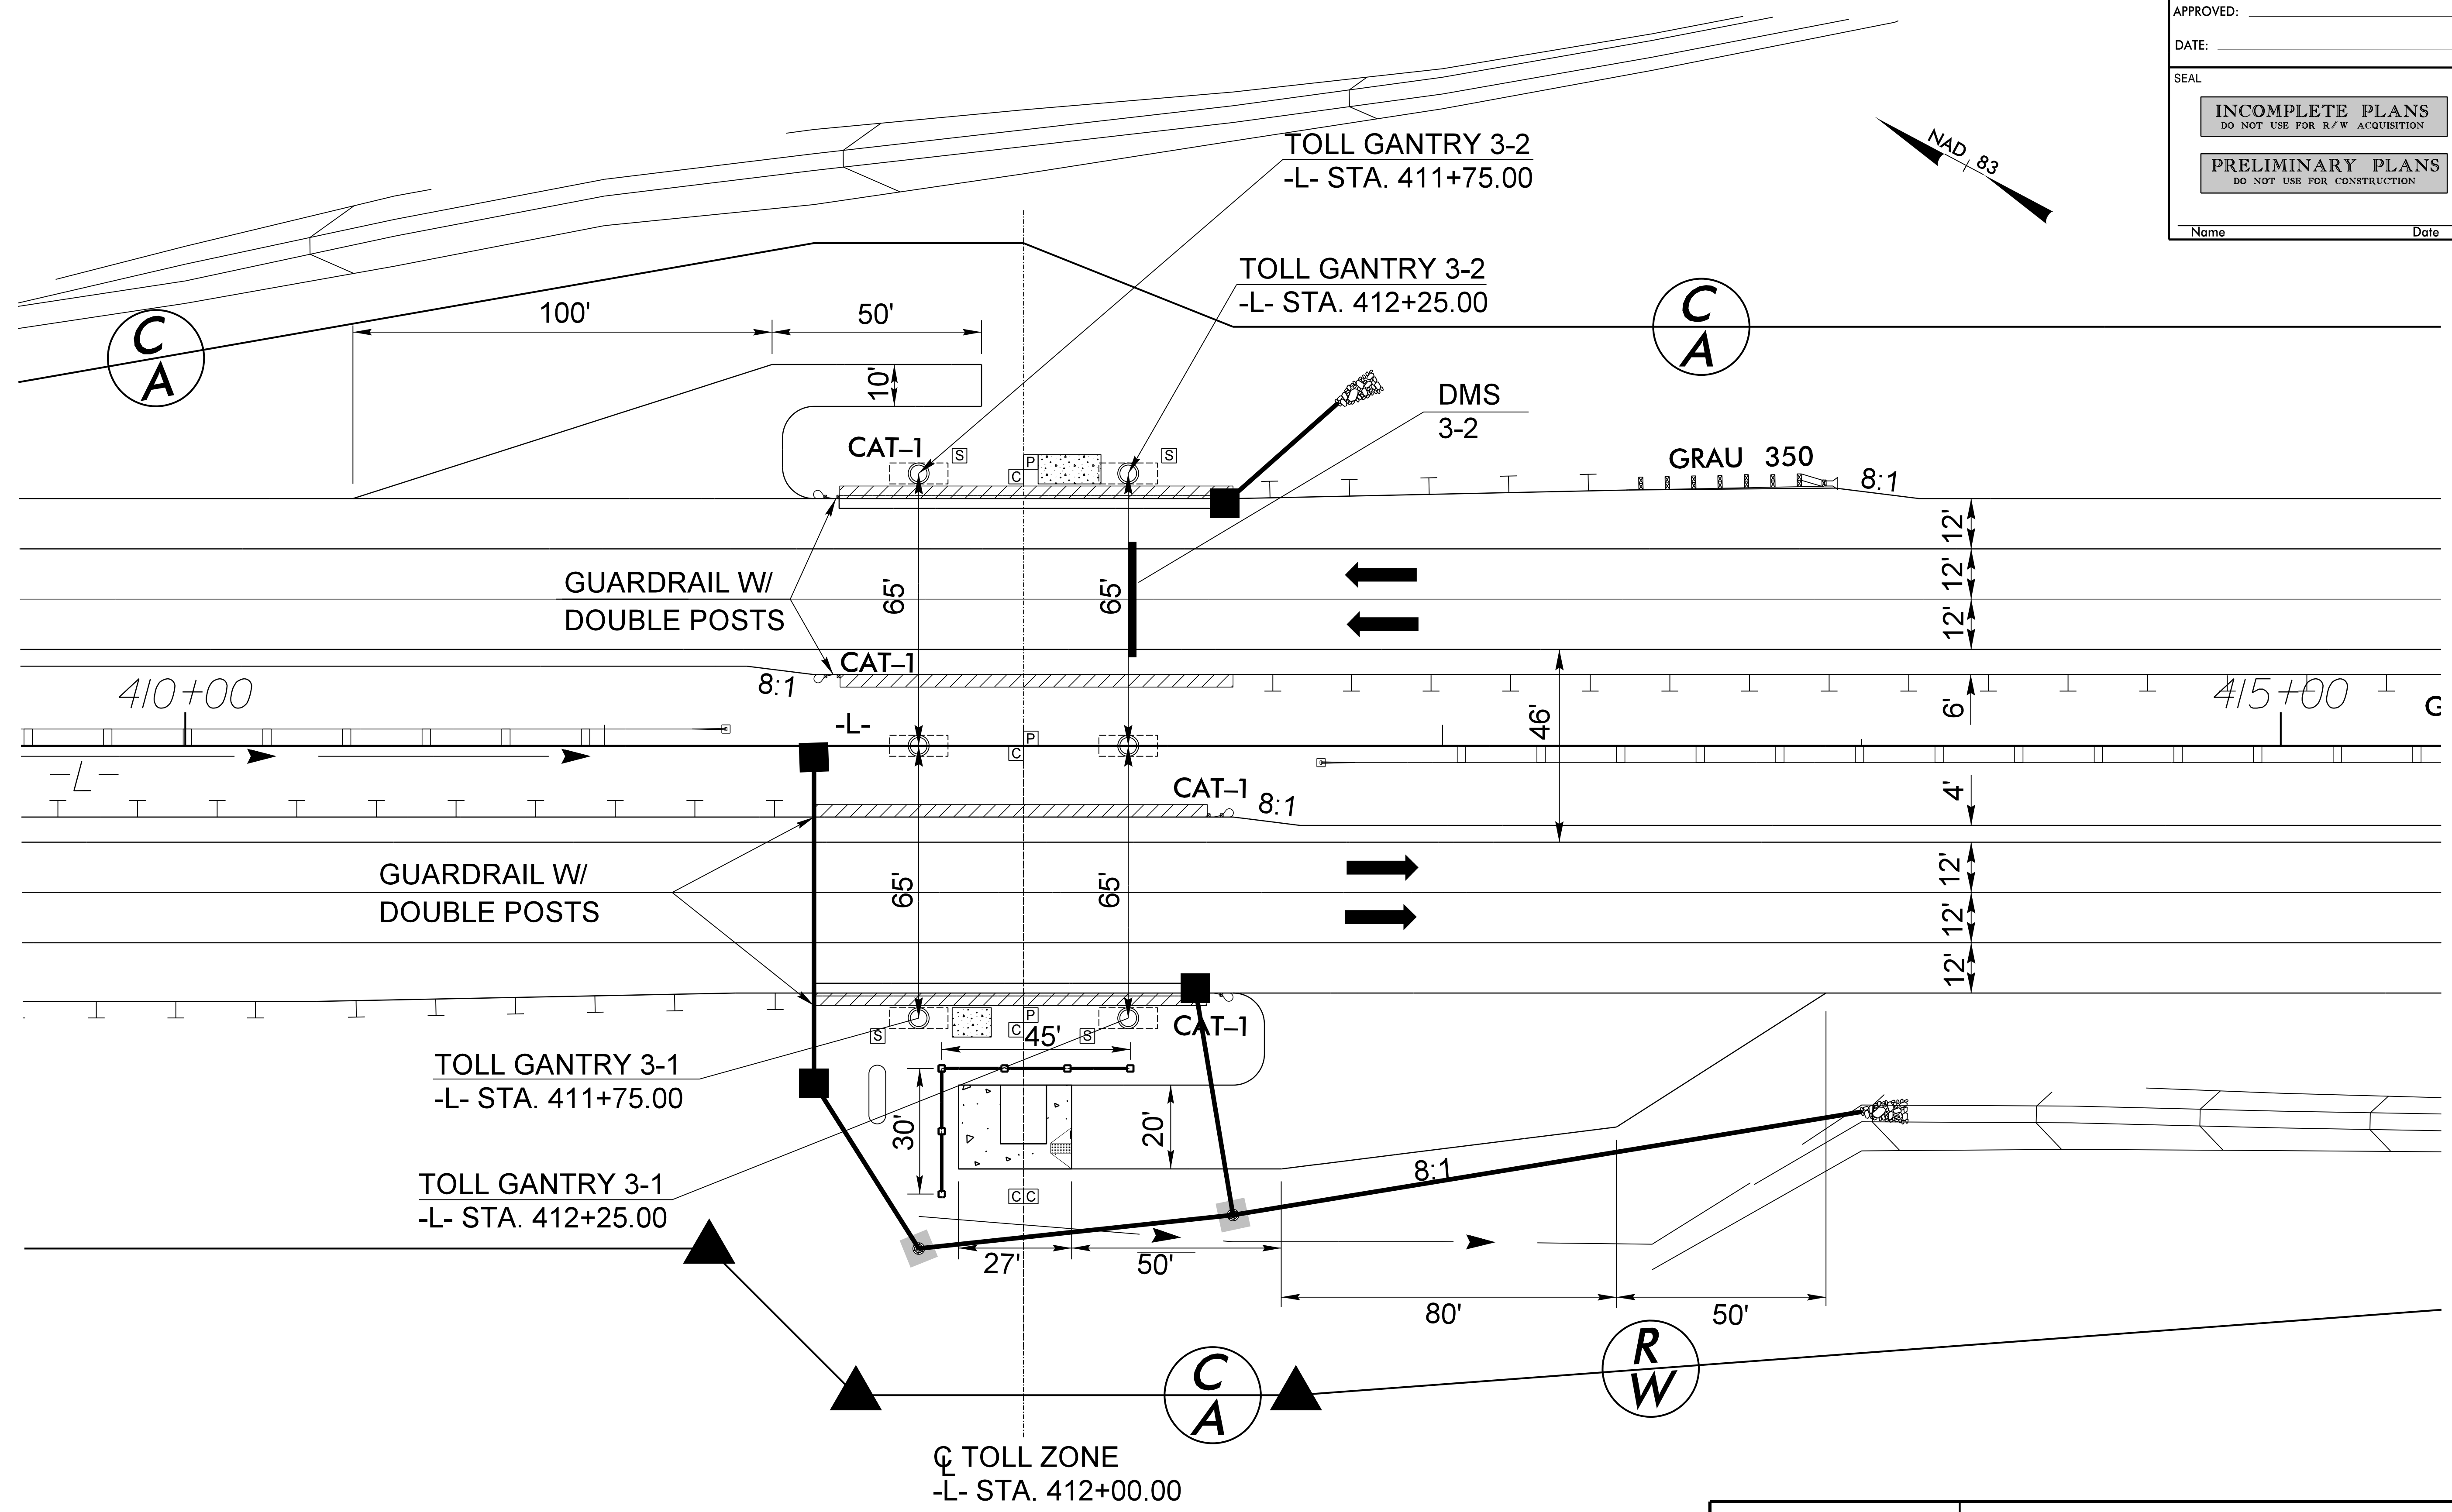 APPROVED:
DATE:
SEAL
INCOMPLETE PLANS
DO NOT USE FOR R/W ACQUISITION
PRELIMINARY PLANS
DO NOT USE FOR CONSTRUCTION
Name Date
NAD 83
TOLL GANTRY 3-2
-L- STA. 411+75.00
TOLL GANTRY 3-2
-L- STA. 412+25.00
C
A
C
A
100'
50'
10'
DMS
3-2
CAT-1
S
S
P
C
GRAU 350
8:1
12'
12'
12'
GUARDRAIL W/
DOUBLE POSTS
65'
65'
CAT-1
8:1
410+00
-L-
415+00
G
46'
6'
-L-
P
C
CAT-1
8:1
4'
GUARDRAIL W/
DOUBLE POSTS
65'
65'
12'
12'
12'
P
C
S
S
45'
CAT-1
TOLL GANTRY 3-1
-L- STA. 411+75.00
30'
20'
TOLL GANTRY 3-1
-L- STA. 412+25.00
C C
8:1
27'
50'
80'
50'
R
W
C
A
CL TOLL ZONE
-L- STA. 412+00.00